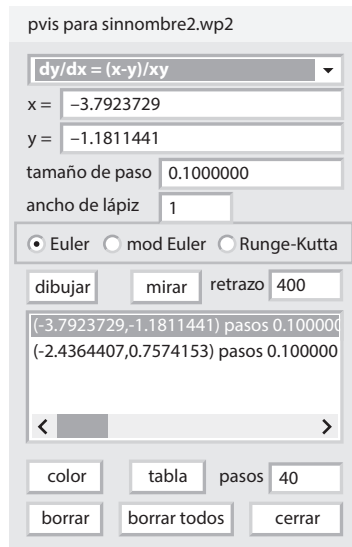 pvis para sinnombre2.wp2
dy/dx = (x-y)/xy
x = –3.7923729
y = –1.1811441
tamaño de paso 0.1000000
ancho de lápiz 1
Euler mod Euler Runge-Kutta
dibujar mirar retrazo 400
(-3.7923729,-1.1811441) pasos 0.100000
(-2.4364407,0.7574153) pasos 0.100000
color tabla pasos 40
borrar borrar todos cerrar